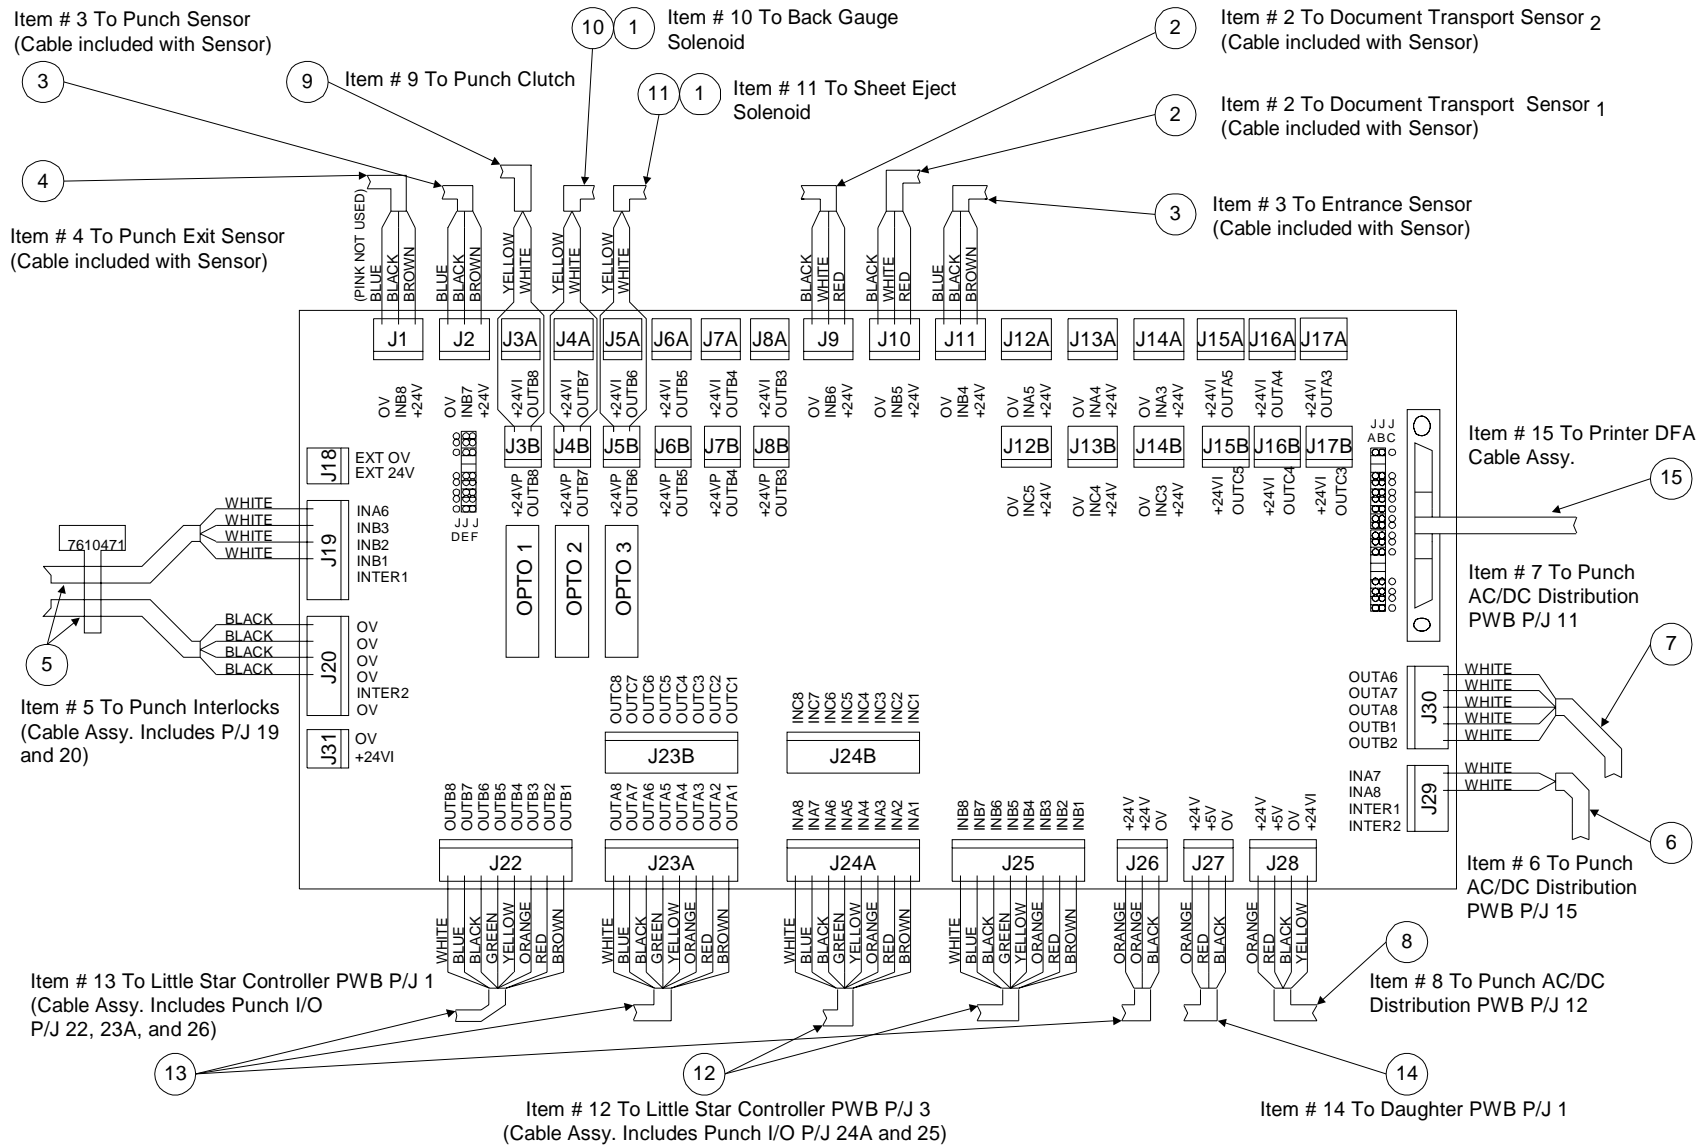 Item # 3 To Punch Sensor
(Cable included with Sensor)
3
9
Item # 9 To Punch Clutch
10
1
Item # 10 To Back Gauge
Solenoid
11
1
Item # 11 To Sheet Eject
Solenoid
2
Item # 2 To Document Transport Sensor 2
(Cable included with Sensor)
2
Item # 2 To Document Transport Sensor 1
(Cable included with Sensor)
3
Item # 3 To Entrance Sensor
(Cable included with Sensor)
4
Item # 4 To Punch Exit Sensor
(Cable included with Sensor)
(PINK NOT USED)
BLUE
BLACK
BROWN
BLUE
BLACK
BROWN
YELLOW
WHITE
YELLOW
WHITE
YELLOW
WHITE
BLACK
WHITE
RED
BLACK
WHITE
RED
BLUE
BLACK
BROWN
J1
J2
J3A
J4A
J5A
J6A
J7A
J8A
J9
J10
J11
J12A
J13A
J14A
J15A
J16A
J17A
OV
INB8
+24V
OV
INB7
+24V
+24VI
OUTB8
+24VI
OUTB7
+24VI
OUTB6
+24VI
OUTB5
+24VI
OUTB4
+24VI
OUTB3
OV
INB6
+24V
OV
INB5
+24V
OV
INB4
+24V
OV
INA5
+24V
OV
INA4
+24V
OV
INA3
+24V
+24VI
OUTA5
+24VI
OUTA4
+24VI
OUTA3
J3B
J4B
J5B
J6B
J7B
J8B
J12B
J13B
J14B
J15B
J16B
J17B
+24VP
OUTB8
+24VP
OUTB7
+24VP
OUTB6
+24VP
OUTB5
+24VP
OUTB4
+24VP
OUTB3
OV
INC5
+24V
OV
INC4
+24V
OV
INC3
+24V
+24VI
OUTC5
+24VI
OUTC4
+24VI
OUTC3
J J J
D E F
J J J
A B C
OPTO 1
OPTO 2
OPTO 3
J18
EXT OV
EXT 24V
WHITE
WHITE
WHITE
WHITE
J19
INA6
INB3
INB2
INB1
INTER1
7610471
BLACK
BLACK
BLACK
BLACK
J20
OV
OV
OV
OV
INTER2
OV
5
Item # 5 To Punch Interlocks
(Cable Assy. Includes P/J 19
and 20)
J31
OV
+24VI
Item # 15 To Printer DFA
Cable Assy.
15
Item # 7 To Punch
AC/DC Distribution
PWB P/J 11
7
OUTA6
OUTA7
OUTA8
OUTB1
OUTB2
J30
WHITE
WHITE
WHITE
WHITE
WHITE
INA7
INA8
INTER1
INTER2
J29
WHITE
WHITE
6
Item # 6 To Punch
AC/DC Distribution
PWB P/J 15
OUTC8
OUTC7
OUTC6
OUTC5
OUTC4
OUTC3
OUTC2
OUTC1
J23B
INC8
INC7
INC6
INC5
INC4
INC3
INC2
INC1
J24B
OUTB8
OUTB7
OUTB6
OUTB5
OUTB4
OUTB3
OUTB2
OUTB1
J22
OUTA8
OUTA7
OUTA6
OUTA5
OUTA4
OUTA3
OUTA2
OUTA1
J23A
INA8
INA7
INA6
INA5
INA4
INA3
INA2
INA1
J24A
INB8
INB7
INB6
INB5
INB4
INB3
INB2
INB1
J25
+24V
+24V
OV
J26
+24V
+5V
OV
J27
+24V
+5V
OV
+24VI
J28
WHITE
BLUE
BLACK
GREEN
YELLOW
ORANGE
RED
BROWN
WHITE
BLUE
BLACK
GREEN
YELLOW
ORANGE
RED
BROWN
WHITE
BLUE
BLACK
GREEN
YELLOW
ORANGE
RED
BROWN
WHITE
BLUE
BLACK
GREEN
YELLOW
ORANGE
RED
BROWN
ORANGE
ORANGE
BLACK
ORANGE
RED
BLACK
ORANGE
RED
BLACK
YELLOW
8
Item # 8 To Punch AC/DC
Distribution PWB P/J 12
Item # 13 To Little Star Controller PWB P/J 1
(Cable Assy. Includes Punch I/O
P/J 22, 23A, and 26)
13
12
14
Item # 12 To Little Star Controller PWB P/J 3
(Cable Assy. Includes Punch I/O P/J 24A and 25)
Item # 14 To Daughter PWB P/J 1